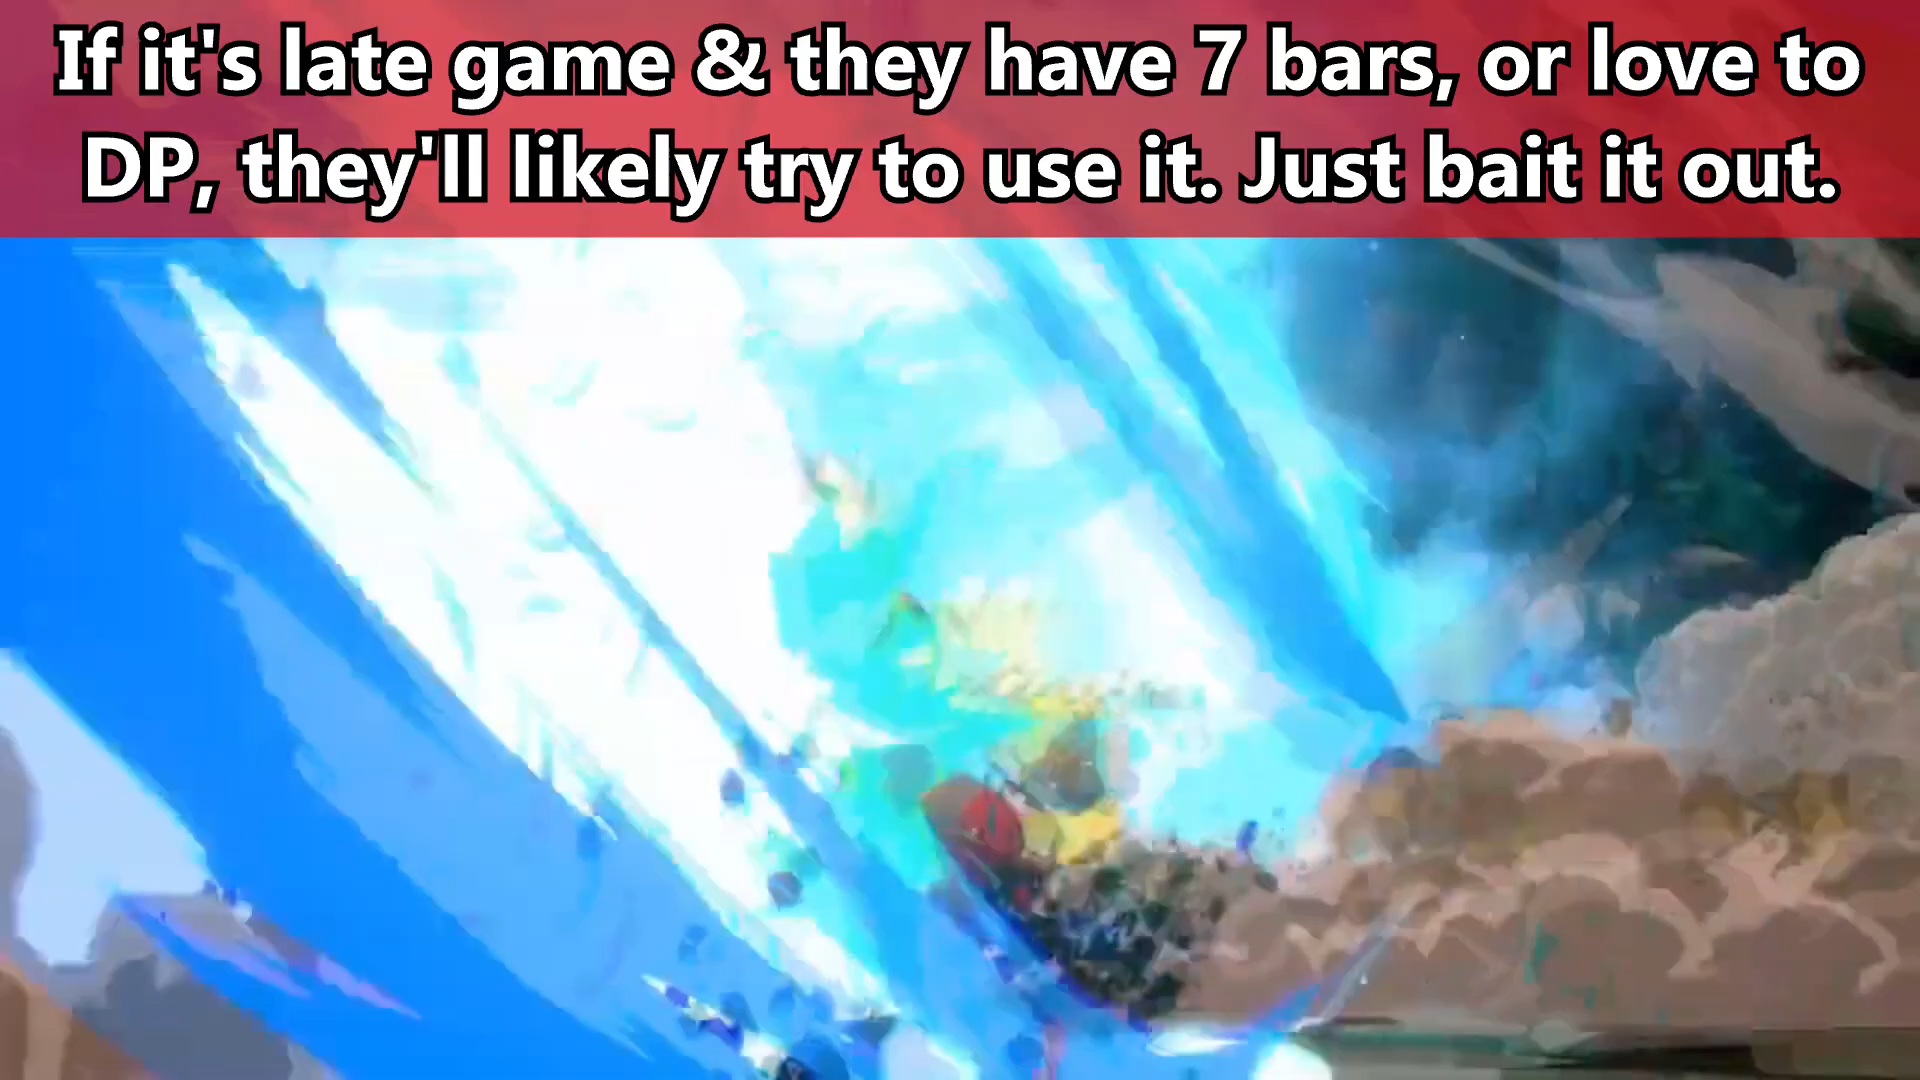 If it's late game & they have 7 bars, or love to
DP, they'll likely try to use it. Just bait it out.